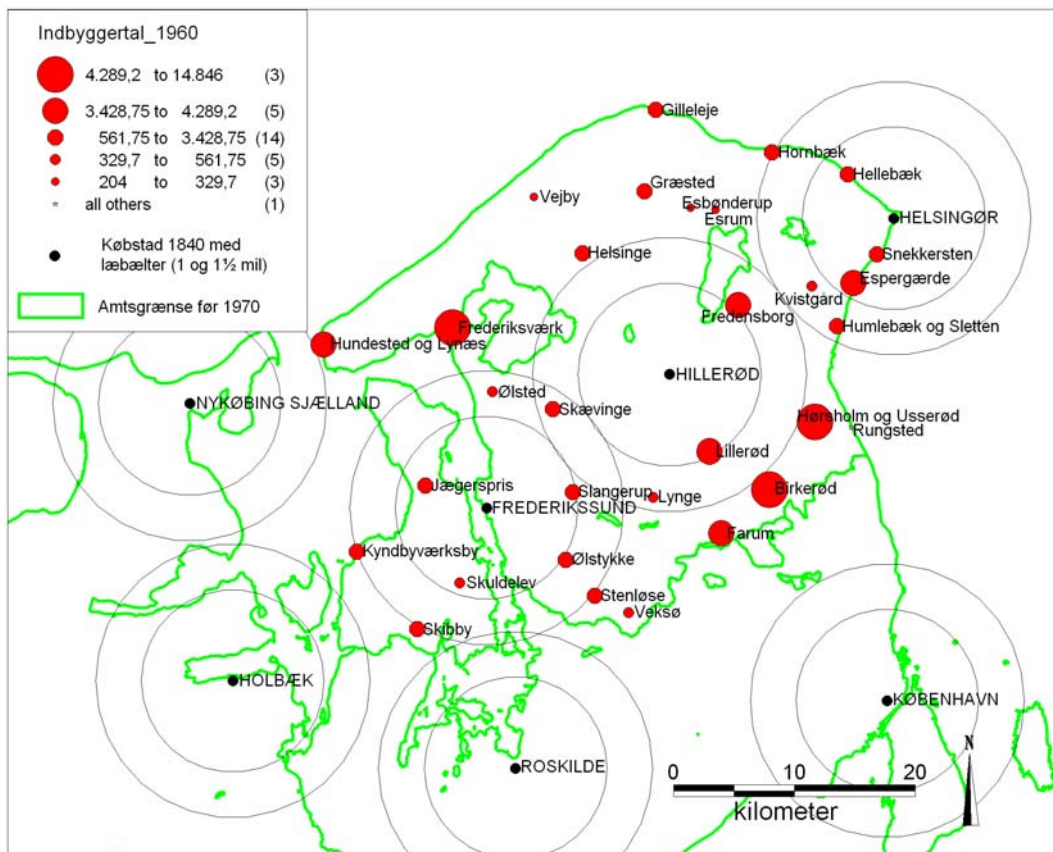 Indbyggertal_1960
4.289,2 to 14.846 (3)
3.428,75 to 4.289,2 (5)
561,75 to 3.428,75 (14)
329,7 to 561,75 (5)
204 to 329,7 (3)
all others (1)
Købstad 1840 med
læbælter (1 og 1½ mil)
Amtsgrænse før 1970
Gilleleje
Hornbæk
Hellebæk
Græsted
Vejby
Esbønderup
Esrum
HELSINGØR
Helsinge
Snekkersten
Espergærde
Kvistgård
Fredensborg
Humlebæk og Sletten
Frederiksværk
Hundested og Lynæs
HILLERØD
Ølsted
NYKØBING SJÆLLAND
Skævinge
Hørsholm og Usserød
Rungsted
Lillerød
Jægerspris
Slangerup
Lynge
Birkerød
FREDERIKSSUND
Farum
Kyndbyværksby
Ølstykke
Skuldelev
Stenløse
Veksø
Skibby
HOLBÆK
KØBENHAVN
ROSKILDE
N
0 10 20
kilometer